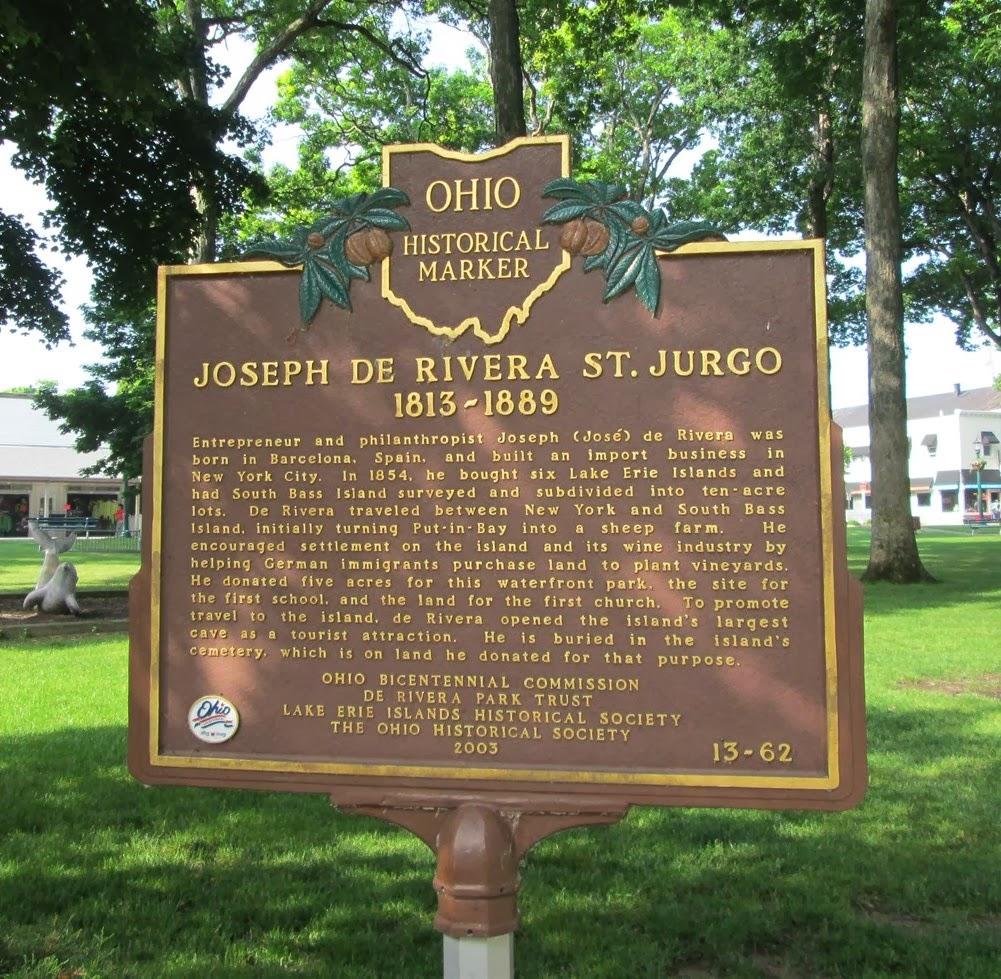 OHIO
HISTORICAL
MARKER
JOSEPH DE RIVERA ST. JURGO
1813-1889
Entrepreneur and philanthropist Joseph (José) de Rivera was
born in Barcelona, Spain, and built an import business in
New York City. In 1854, he bought six Lake Erie Islands and
had South Bass Island surveyed and subdivided into ten-acre
lots. De Rivera traveled between New York and South Bass
Island, initially turning Put-in-Bay into a sheep farm. He
encouraged settlement on the island and its wine industry by
helping German immigrants purchase land to plant vineyards.
He donated five acres for this waterfront park, the site for
the first school, and the land for the first church. To promote
travel to the island, de Rivera opened the island's largest
cave as a tourist attraction. He is buried in the island's
cemetery, which is on land he donated for that purpose.
OHIO BICENTENNIAL COMMISSION
DE RIVERA PARK TRUST
LAKE ERIE ISLANDS HISTORICAL SOCIETY
THE OHIO HISTORICAL SOCIETY
2003
13-62
Ohio